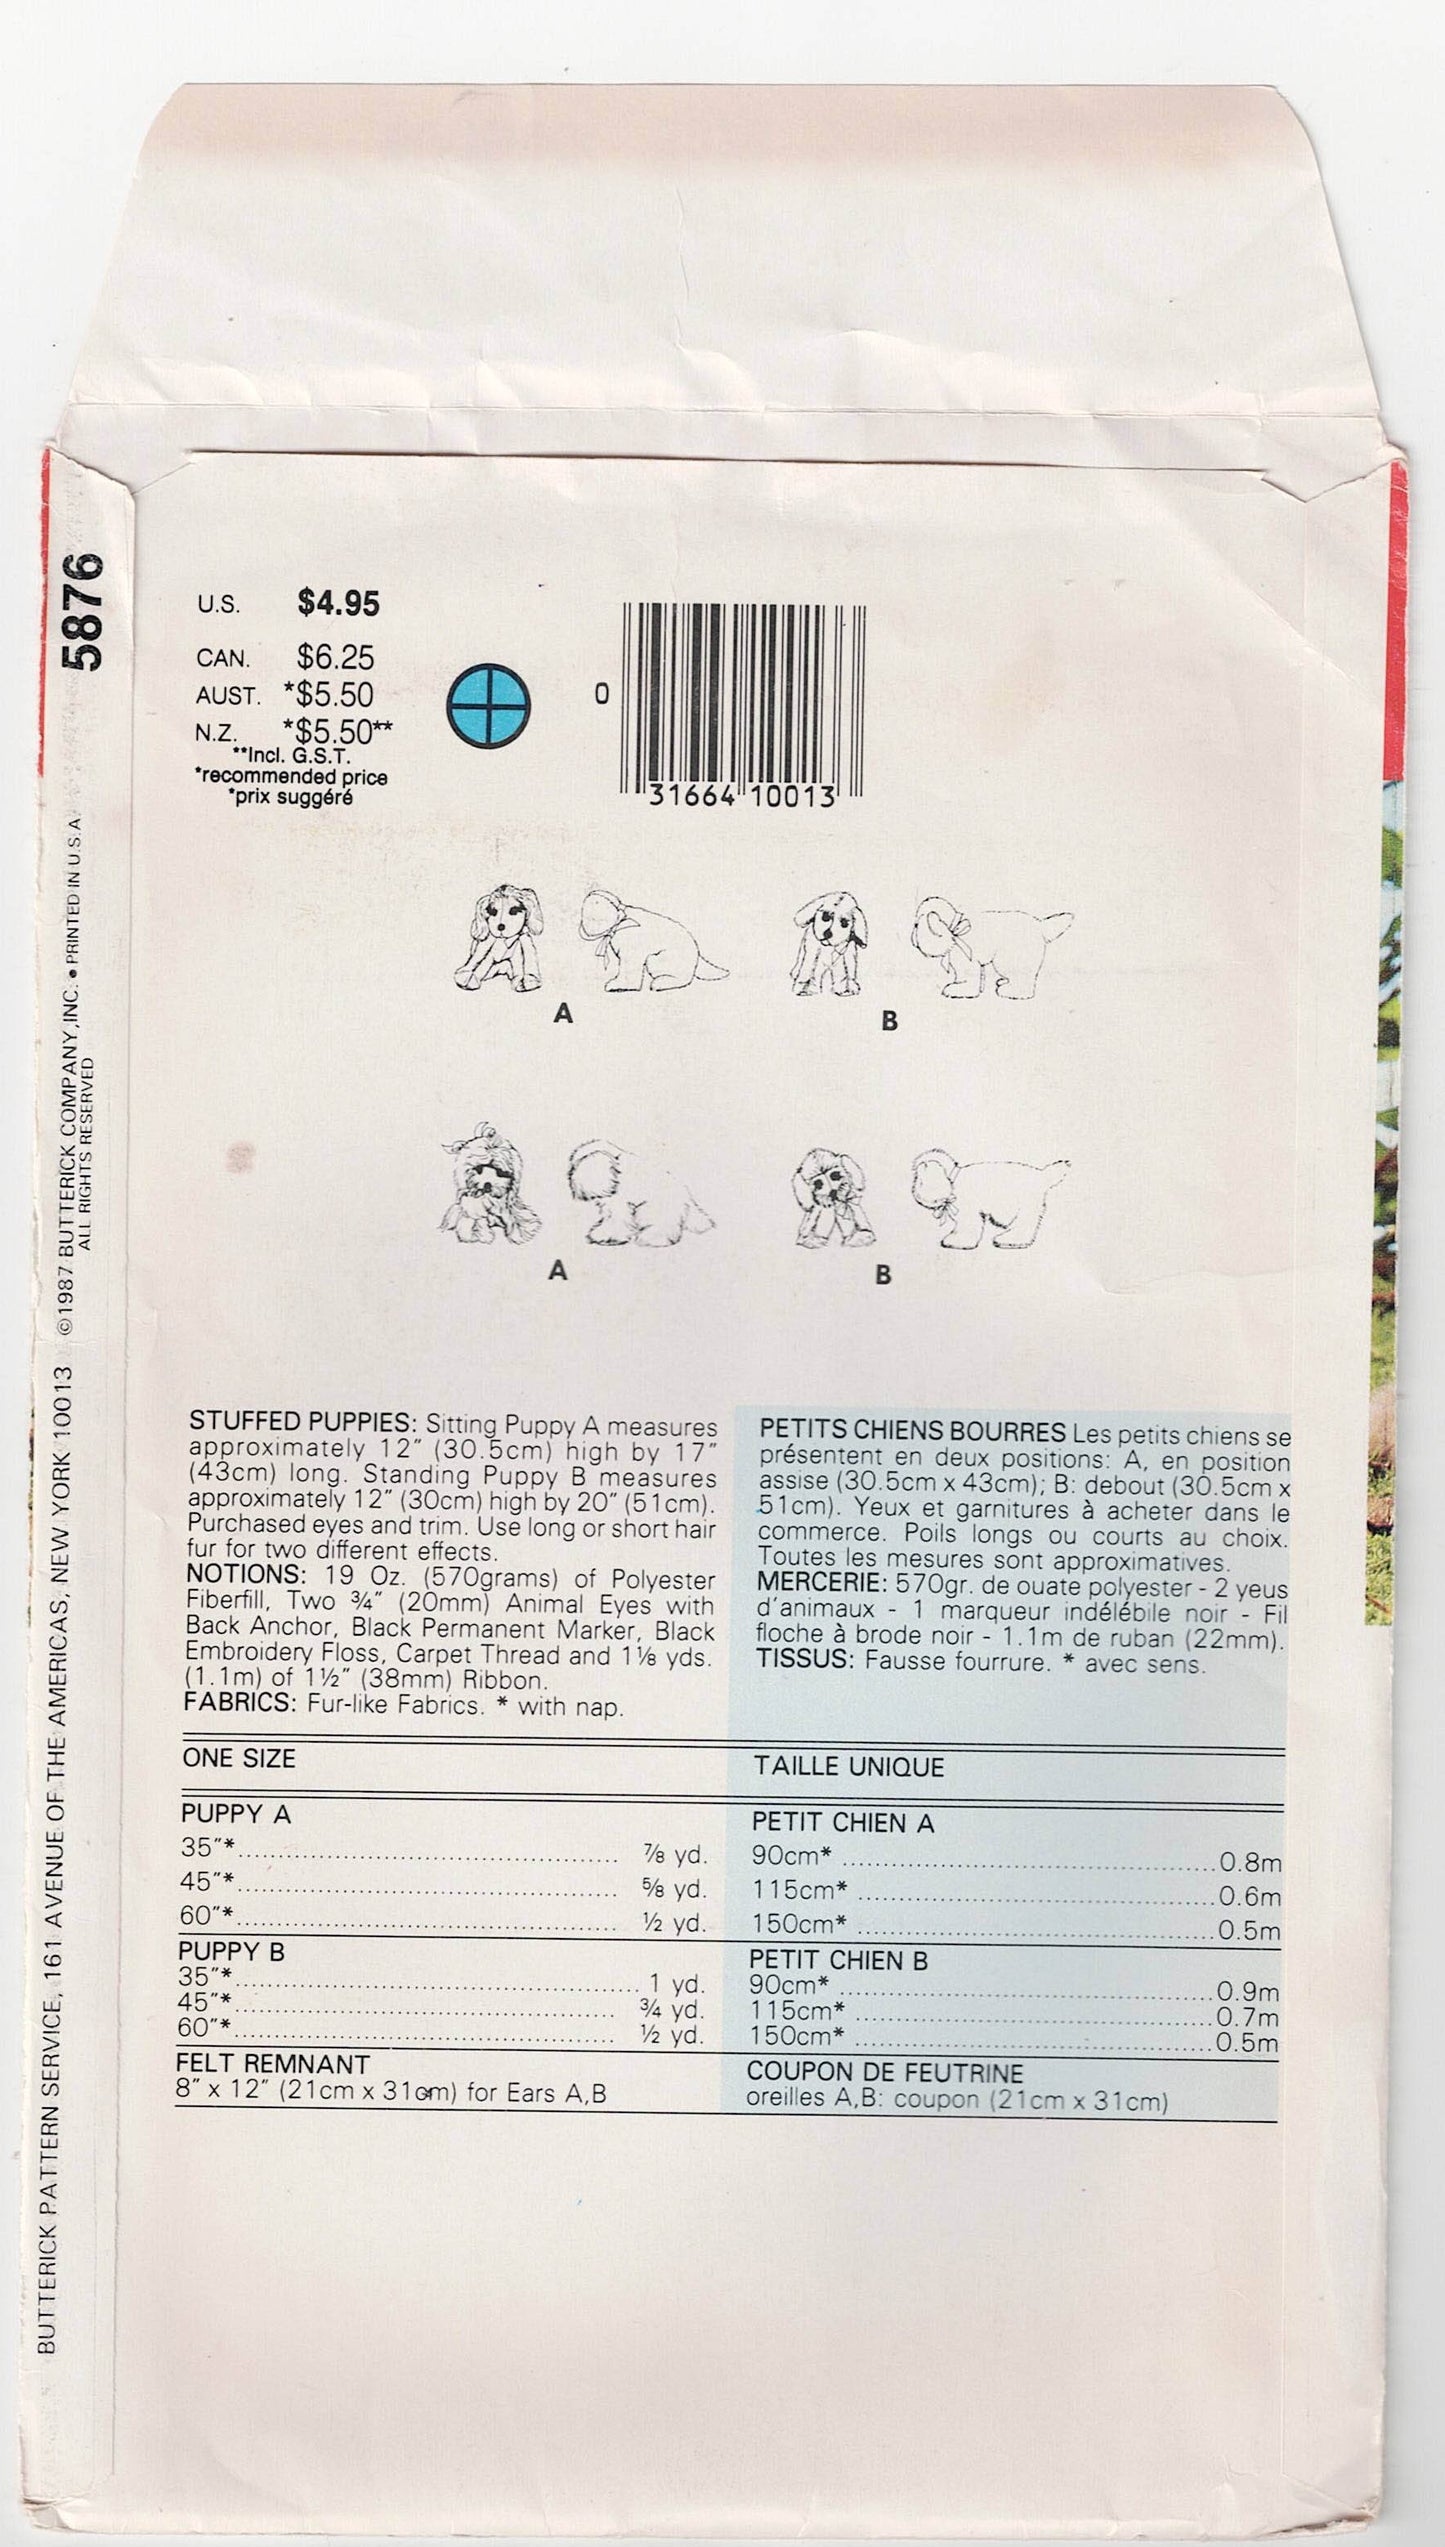 5876
BUTTERICK PATTERN SERVICE, 161 AVENUE OF THE AMERICAS, NEW YORK 10013 ©1987 BUTTERICK COMPANY, INC. • PRINTED IN U.S.A.
ALL RIGHTS RESERVED
U.S. $4.95
CAN. $6.25
AUST. *$5.50
N.Z. *$5.50**
**Incl. G.S.T.
*recommended price
*prix suggéré
0 31664 10013
A B
A B
STUFFED PUPPIES: Sitting Puppy A measures
approximately 12" (30.5cm) high by 17"
(43cm) long. Standing Puppy B measures
approximately 12" (30cm) high by 20" (51cm).
Purchased eyes and trim. Use long or short hair
fur for two different effects.
NOTIONS: 19 Oz. (570grams) of Polyester
Fiberfill, Two ¾" (20mm) Animal Eyes with
Back Anchor, Black Permanent Marker, Black
Embroidery Floss, Carpet Thread and 1⅛ yds.
(1.1m) of 1½" (38mm) Ribbon.
FABRICS: Fur-like Fabrics. * with nap.
PETITS CHIENS BOURRES Les petits chiens se
présentent en deux positions: A, en position
assise (30.5cm x 43cm); B: debout (30.5cm x
51cm). Yeux et garnitures à acheter dans le
commerce. Poils longs ou courts au choix.
Toutes les mesures sont approximatives.
MERCERIE: 570gr. de ouate polyester - 2 yeus
d'animaux - 1 marqueur indélébile noir - Fil
floche à brode noir - 1.1m de ruban (22mm).
TISSUS: Fausse fourrure. * avec sens.
ONE SIZE
PUPPY A
35"* ........ ⅞ yd.
45"* ........ ⅝ yd.
60"* ........ ½ yd.
PUPPY B
35"* ........ 1 yd.
45"* ........ ¾ yd.
60"* ........ ½ yd.
FELT REMNANT
8" x 12" (21cm x 31cm) for Ears A,B
TAILLE UNIQUE
PETIT CHIEN A
90cm* ........ 0.8m
115cm* ........ 0.6m
150cm* ........ 0.5m
PETIT CHIEN B
90cm* ........ 0.9m
115cm* ........ 0.7m
150cm* ........ 0.5m
COUPON DE FEUTRINE
oreilles A,B: coupon (21cm x 31cm)